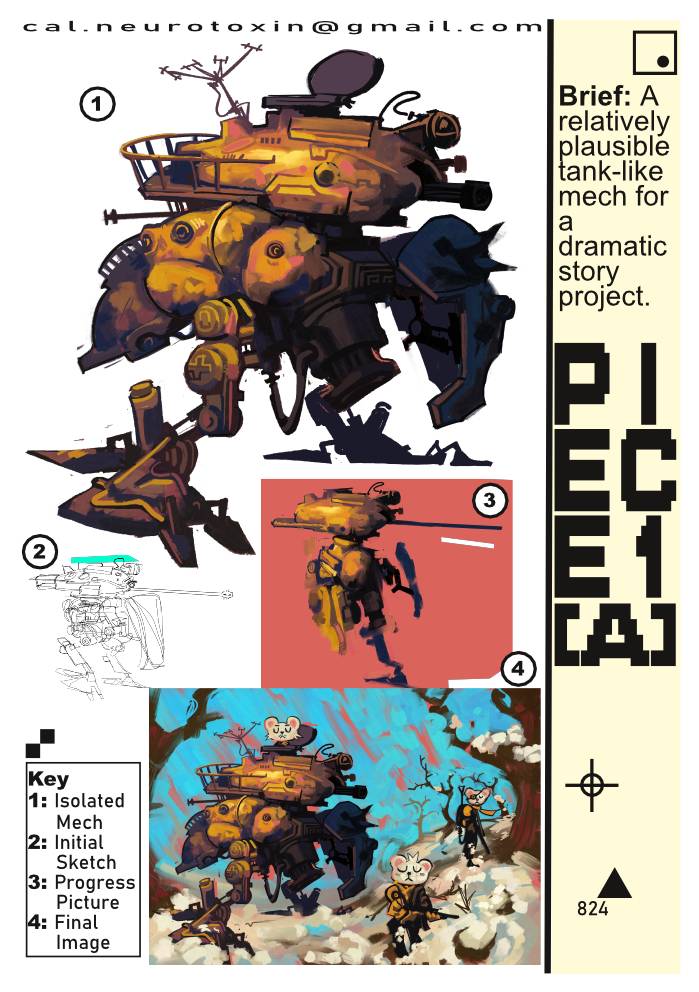 cal.neurotoxin@gmail.com
1
2
3
4
Key
1: Isolated
Mech
2: Initial
Sketch
3: Progress
Picture
4: Final
Image
Brief: A
relatively
plausible
tank-like
mech for
a
dramatic
story
project.
PI
EC
E1
[A]
824